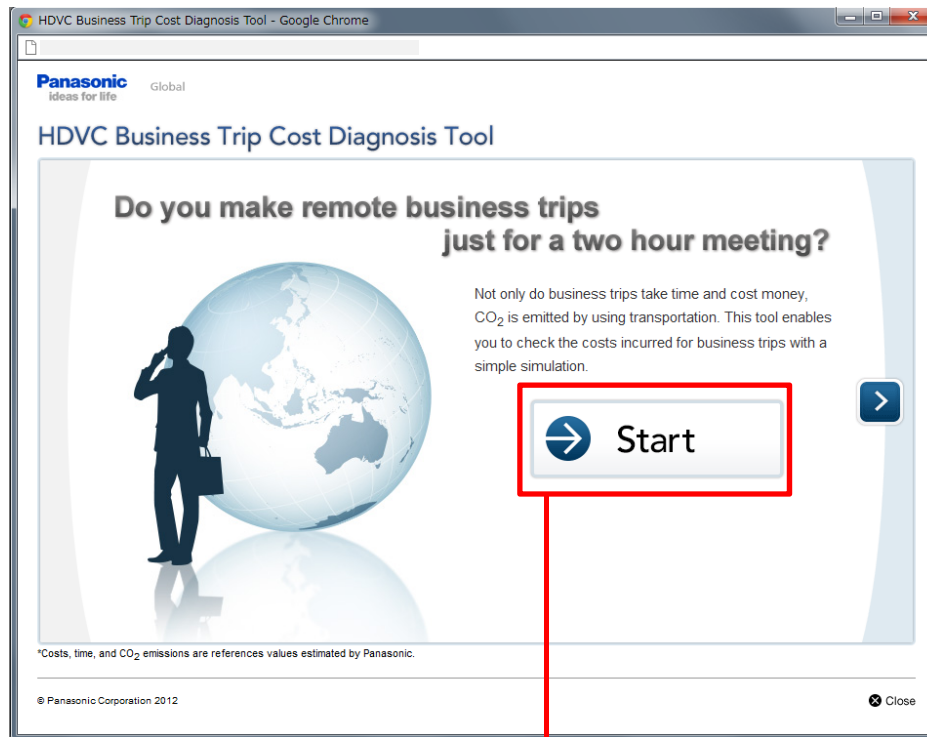 HDVC Business Trip Cost Diagnosis Tool - Google Chrome
Panasonic
ideas for life
Global
HDVC Business Trip Cost Diagnosis Tool
Do you make remote business trips
just for a two hour meeting?
Not only do business trips take time and cost money,
CO2 is emitted by using transportation. This tool enables
you to check the costs incurred for business trips with a
simple simulation.
Start
*Costs, time, and CO2 emissions are references values estimated by Panasonic.
© Panasonic Corporation 2012
Close